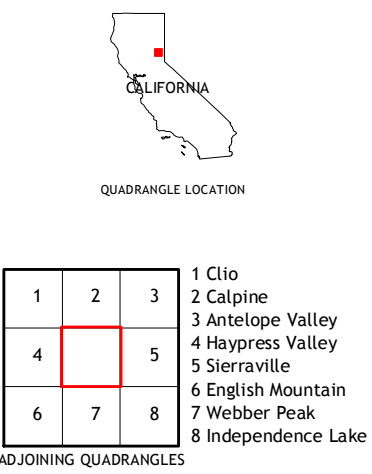 CALIFORNIA
QUADRANGLE LOCATION
1 2 3
4 5
6 7 8
1 Clio
2 Calpine
3 Antelope Valley
4 Haypress Valley
5 Sierraville
6 English Mountain
7 Webber Peak
8 Independence Lake
ADJOINING QUADRANGLES